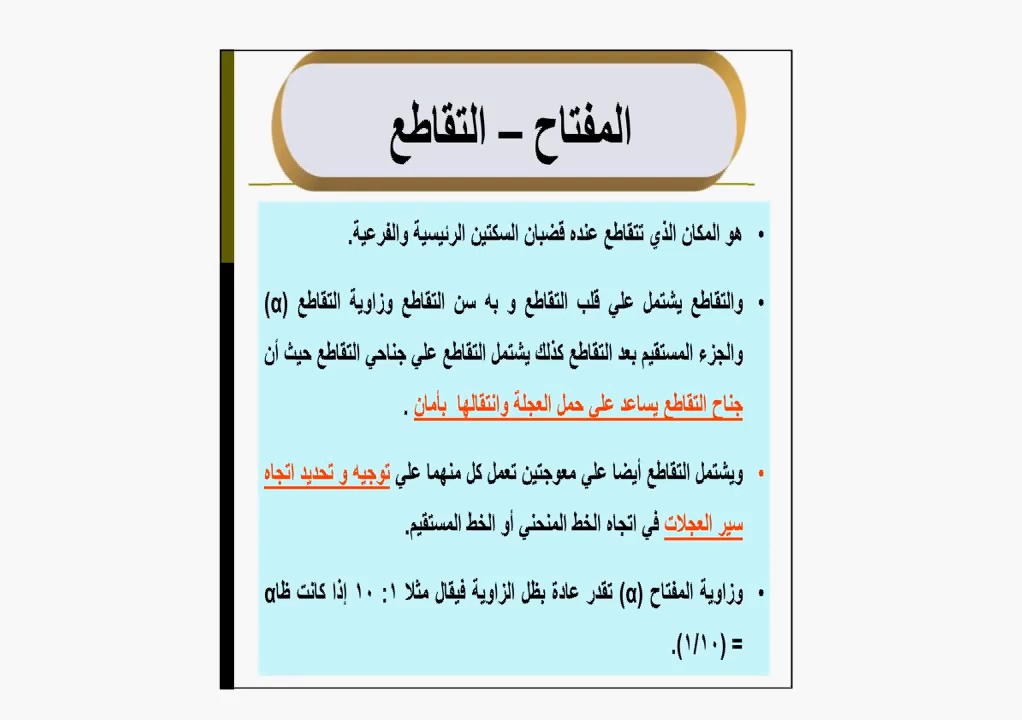 المفتاح – التقاطع
• هو المكان الذي تتقاطع عنده قضبان السكتين الرئيسية والفرعية.
• والتقاطع يشتمل علي قلب التقاطع و به سن التقاطع وزاوية التقاطع (α)
والجزء المستقيم بعد التقاطع كذلك يشتمل التقاطع علي جناحي التقاطع حيث أن
جناح التقاطع يساعد علي حمل العجلة وانتقالها بأمان .
• ويشتمل التقاطع أيضا علي معوجتين تعمل كل منهما علي توجيه و تحديد اتجاه
سير العجلات في اتجاه الخط المنحني أو الخط المستقيم.
• وزاوية المفتاح (α) تقدر عادة بظل الزاوية فيقال مثلا ١: ١٠ إذا كانت ظاα
= (١/١٠).